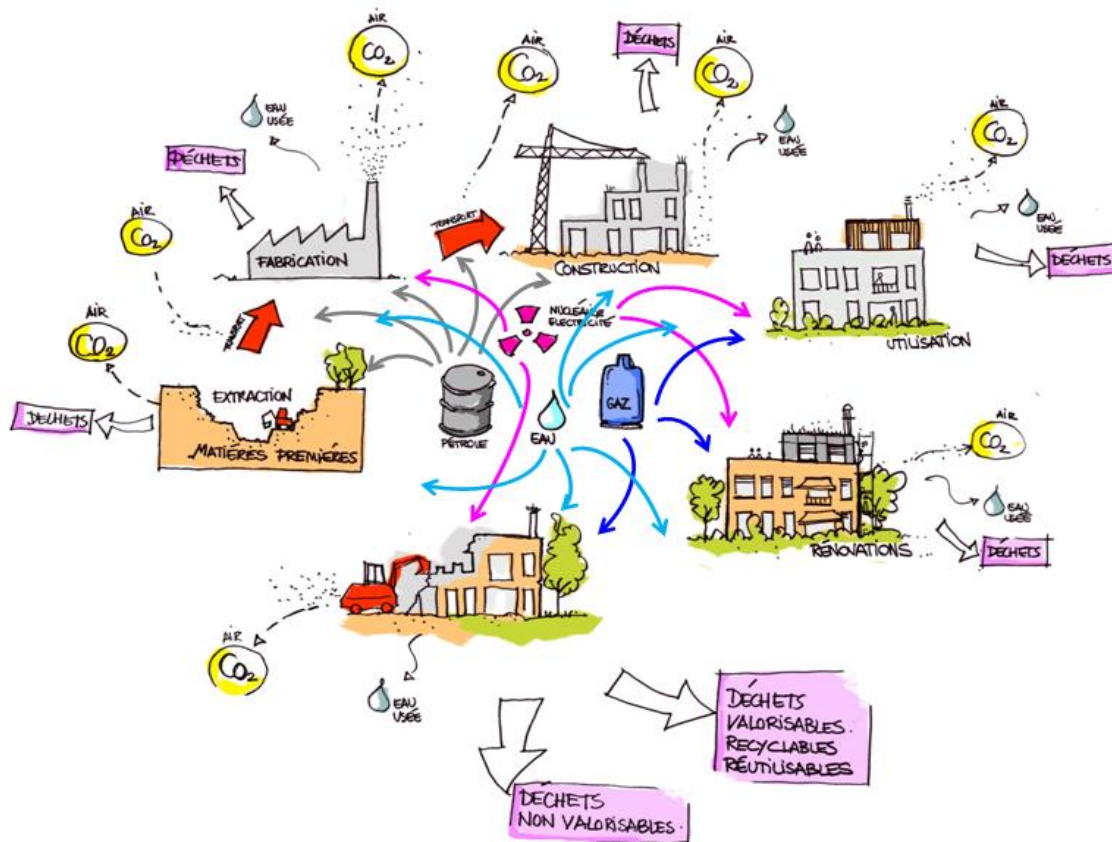 AIR
CO2
AIR
CO2
DÉCHETS
AIR
CO2
EAU
USÉE
DÉCHETS
FABRICATION
TRANSPORT
CONSTRUCTION
EAU
USÉE
AIR
CO2
EAU
USÉE
DÉCHETS
UTILISATION
AIR
CO2
TRANSPORT
AIR
CO2
DECHETS
EXTRACTION
MATIÈRES PREMIÈRES
PÉTROLE
NUCLÉAIRE
ÉLECTRICITÉ
EAU
GAZ
AIR
CO2
EAU
USÉE
DÉCHETS
RÉNOVATIONS
AIR
CO2
EAU
USÉE
DÉCHETS
VALORISABLES.
RECYCLABLES
RÉUTILISABLES
DÉCHETS
NON VALORISABLES.